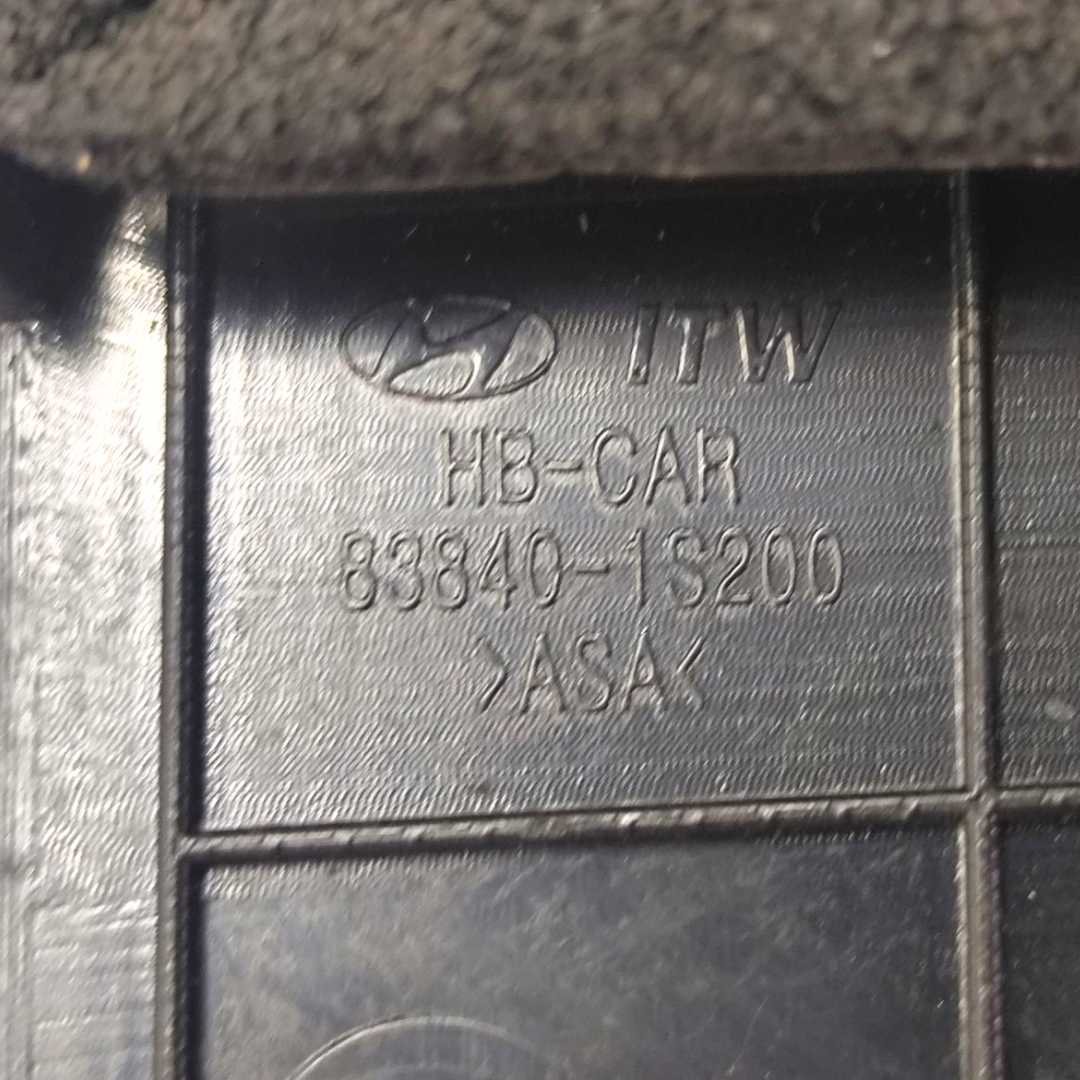 ITW
HB-CAR
83840-1S200
>ASA<